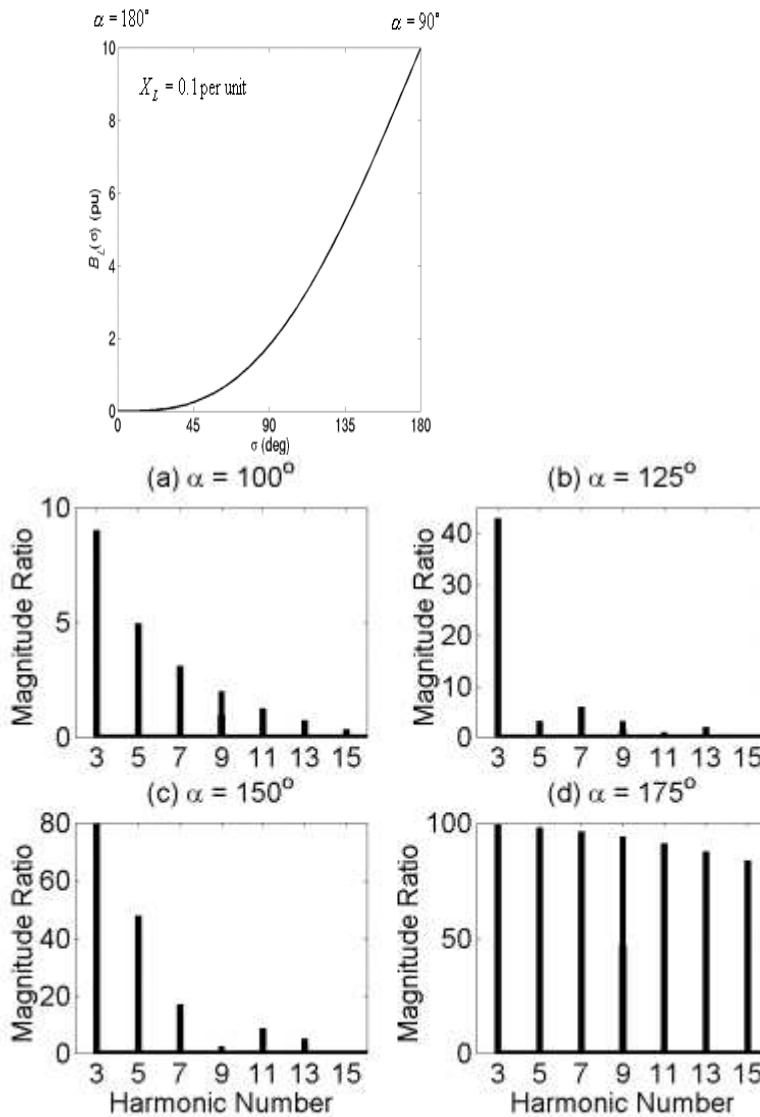 α = 180°
α = 90°
X_L = 0.1 per unit
B_L(σ) (pu)
10
8
6
4
2
0
0 45 90 135 180
σ (deg)
(a) α = 100°
Magnitude Ratio
10
5
0
3 5 7 9 11 13 15
(b) α = 125°
Magnitude Ratio
40
30
20
10
0
3 5 7 9 11 13 15
(c) α = 150°
Magnitude Ratio
80
60
40
20
0
3 5 7 9 11 13 15
Harmonic Number
(d) α = 175°
Magnitude Ratio
100
50
0
3 5 7 9 11 13 15
Harmonic Number